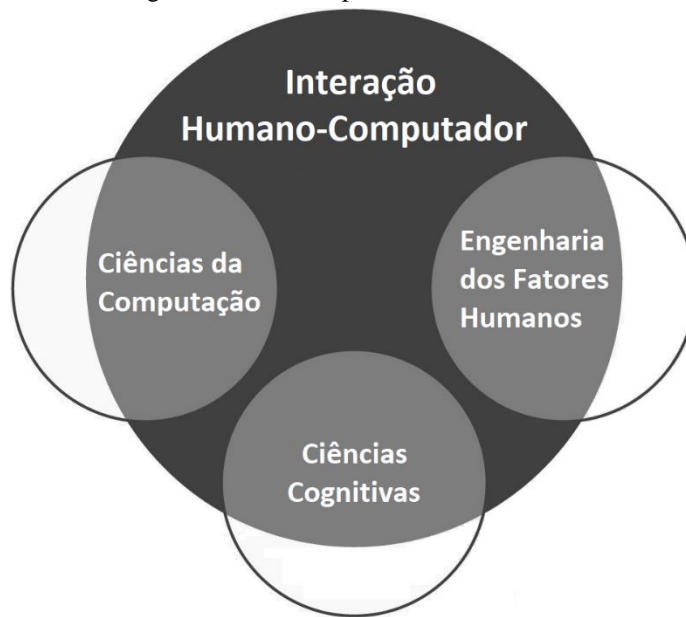 Interação
Humano-Computador
Ciências da
Computação
Engenharia
dos Fatores
Humanos
Ciências
Cognitivas